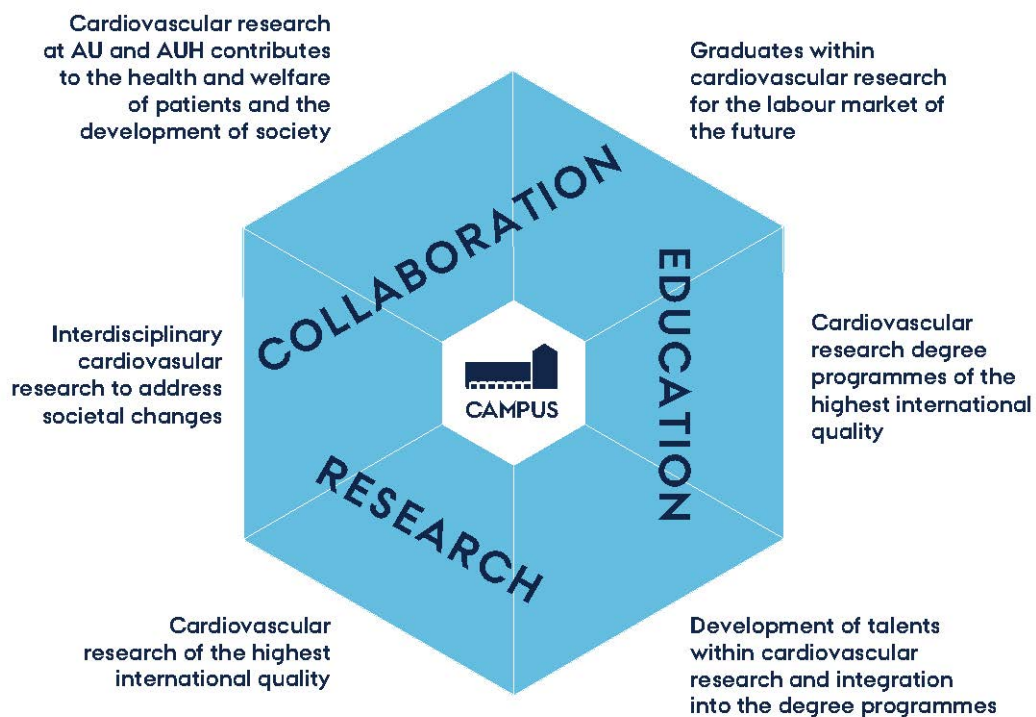 Cardiovascular research
at AU and AUH contributes
to the health and welfare
of patients and the
development of society
Graduates within
cardiovascular research
for the labour market of
the future
COLLABORATION
EDUCATION
Interdisciplinary
cardiovasular
research to address
societal changes
CAMPUS
Cardiovascular
research degree
programmes of the
highest international
quality
RESEARCH
Cardiovascular
research of the highest
international quality
Development of talents
within cardiovascular
research and integration
into the degree programmes